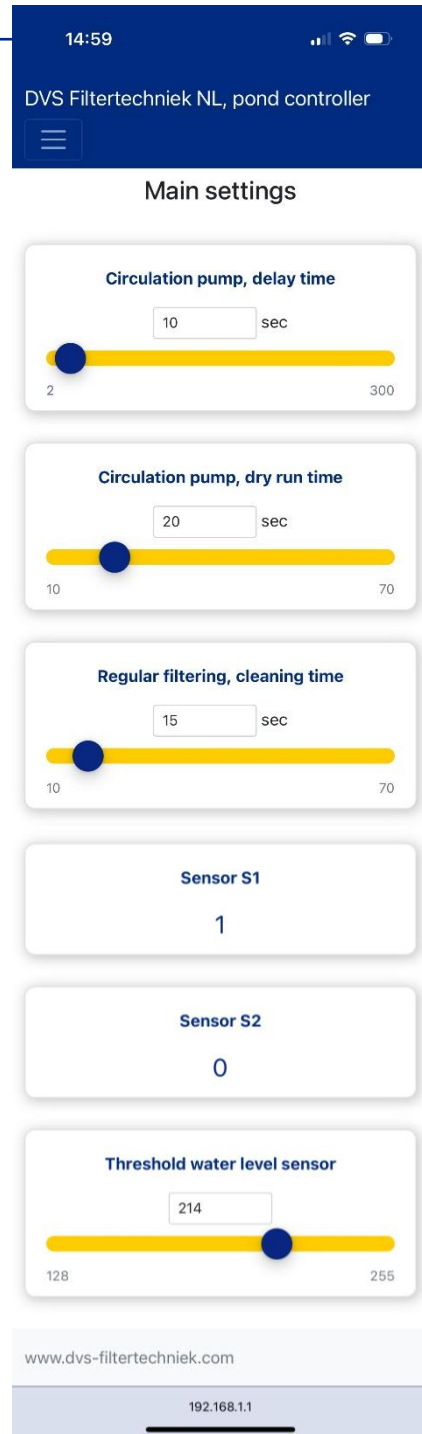 14:59
DVS Filtertechniek NL, pond controller
Main settings
Circulation pump, delay time
10 sec
2 300
Circulation pump, dry run time
20 sec
10 70
Regular filtering, cleaning time
15 sec
10 70
Sensor S1
1
Sensor S2
0
Threshold water level sensor
214
128 255
www.dvs-filtertechniek.com
192.168.1.1